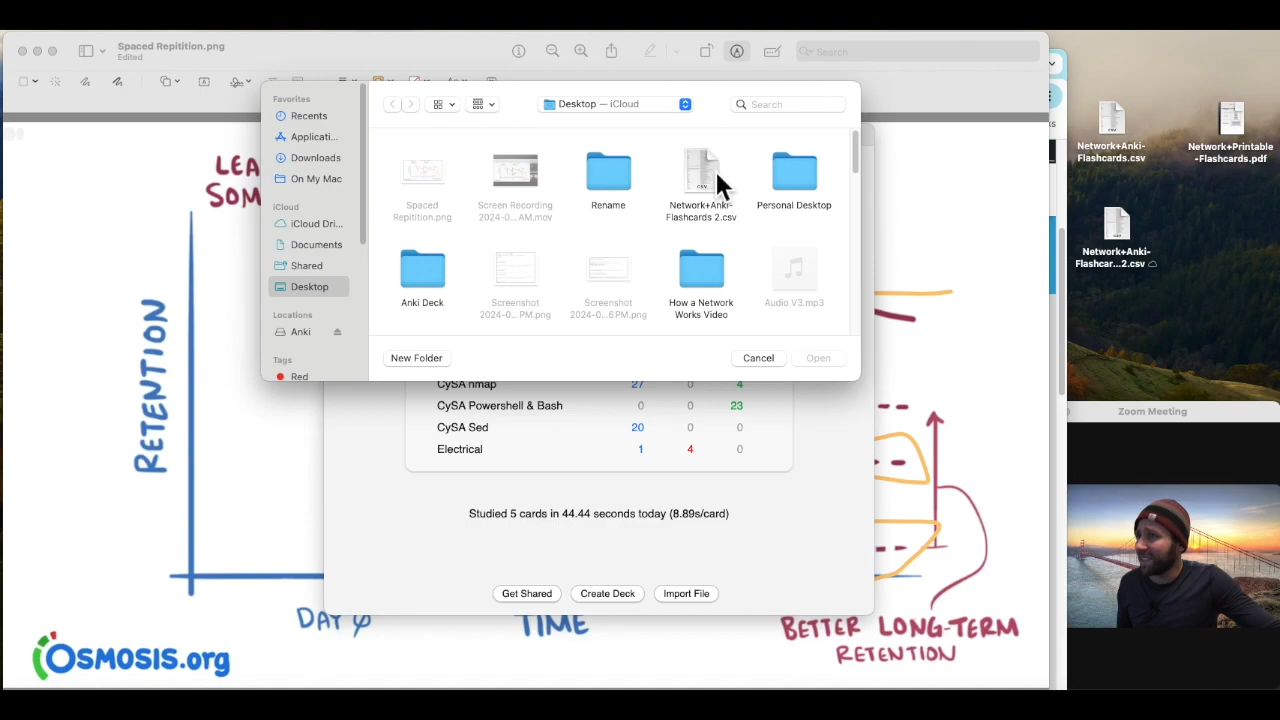 Spaced Repitition.png
Edited
Search
LEA
SOM
RETENTION
DAY φ
TIME
BETTER LONG-TERM
RETENTION
OSMOSIS.org
Favorites
Recents
Applicati...
Downloads
On My Mac
iCloud
iCloud Dri...
Documents
Shared
Desktop
Locations
Anki
Tags
Red
Desktop — iCloud
Search
Spaced
Repitition.png
Screen Recording
2024-0... AM.mov
Rename
CSV
Network+Anki-
Flashcards 2.csv
Personal Desktop
Anki Deck
Screenshot
2024-0...PM.png
Screenshot
2024-0...6PM.png
How a Network
Works Video
Audio V3.mp3
New Folder
Cancel
Open
CySA nmap 27 0 4
CySA Powershell & Bash 0 0 23
CySA Sed 20 0 0
Electrical 1 4 0
Studied 5 cards in 44.44 seconds today (8.89s/card)
Get Shared
Create Deck
Import File
Network+Anki-
Flashcards.csv
Network+Printable
-Flashcards.pdf
Network+Anki-
Flashcar...2.csv
Zoom Meeting